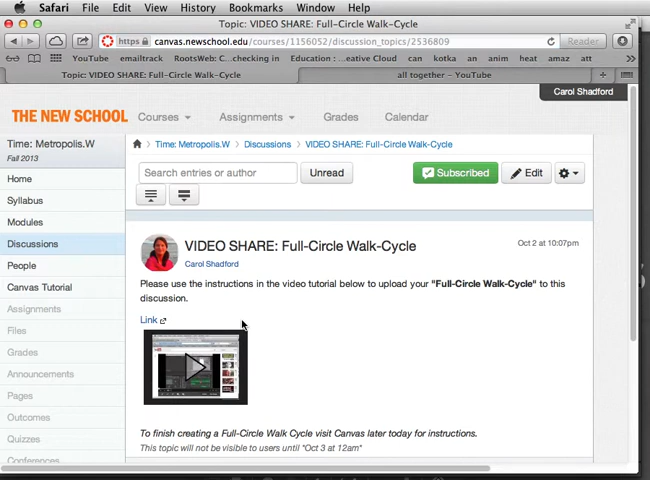 Safari File Edit View History Bookmarks Window Help
Topic: VIDEO SHARE: Full-Circle Walk-Cycle
https canvas.newschool.edu/courses/1156052/discussion_topics/2536809 Reader
YouTube emailtrack RootsWeb: C...checking in Education : ...eative Cloud can kotka an anim heat amaz att
Topic: VIDEO SHARE: Full-Circle Walk-Cycle all together – YouTube
Carol Shadford
THE NEW SCHOOL Courses Assignments Grades Calendar
Time: Metropolis.W
Fall 2013
Home
Syllabus
Modules
Discussions
People
Canvas Tutorial
Assignments
Files
Grades
Announcements
Pages
Outcomes
Quizzes
Conferences
Time: Metropolis.W Discussions VIDEO SHARE: Full-Circle Walk-Cycle
Search entries or author Unread Subscribed Edit
VIDEO SHARE: Full-Circle Walk-Cycle Oct 2 at 10:07pm
Carol Shadford
Please use the instructions in the video tutorial below to upload your "Full-Circle Walk-Cycle" to this
discussion.
Link
To finish creating a Full-Circle Walk Cycle visit Canvas later today for instructions.
This topic will not be visible to users until "Oct 3 at 12am"